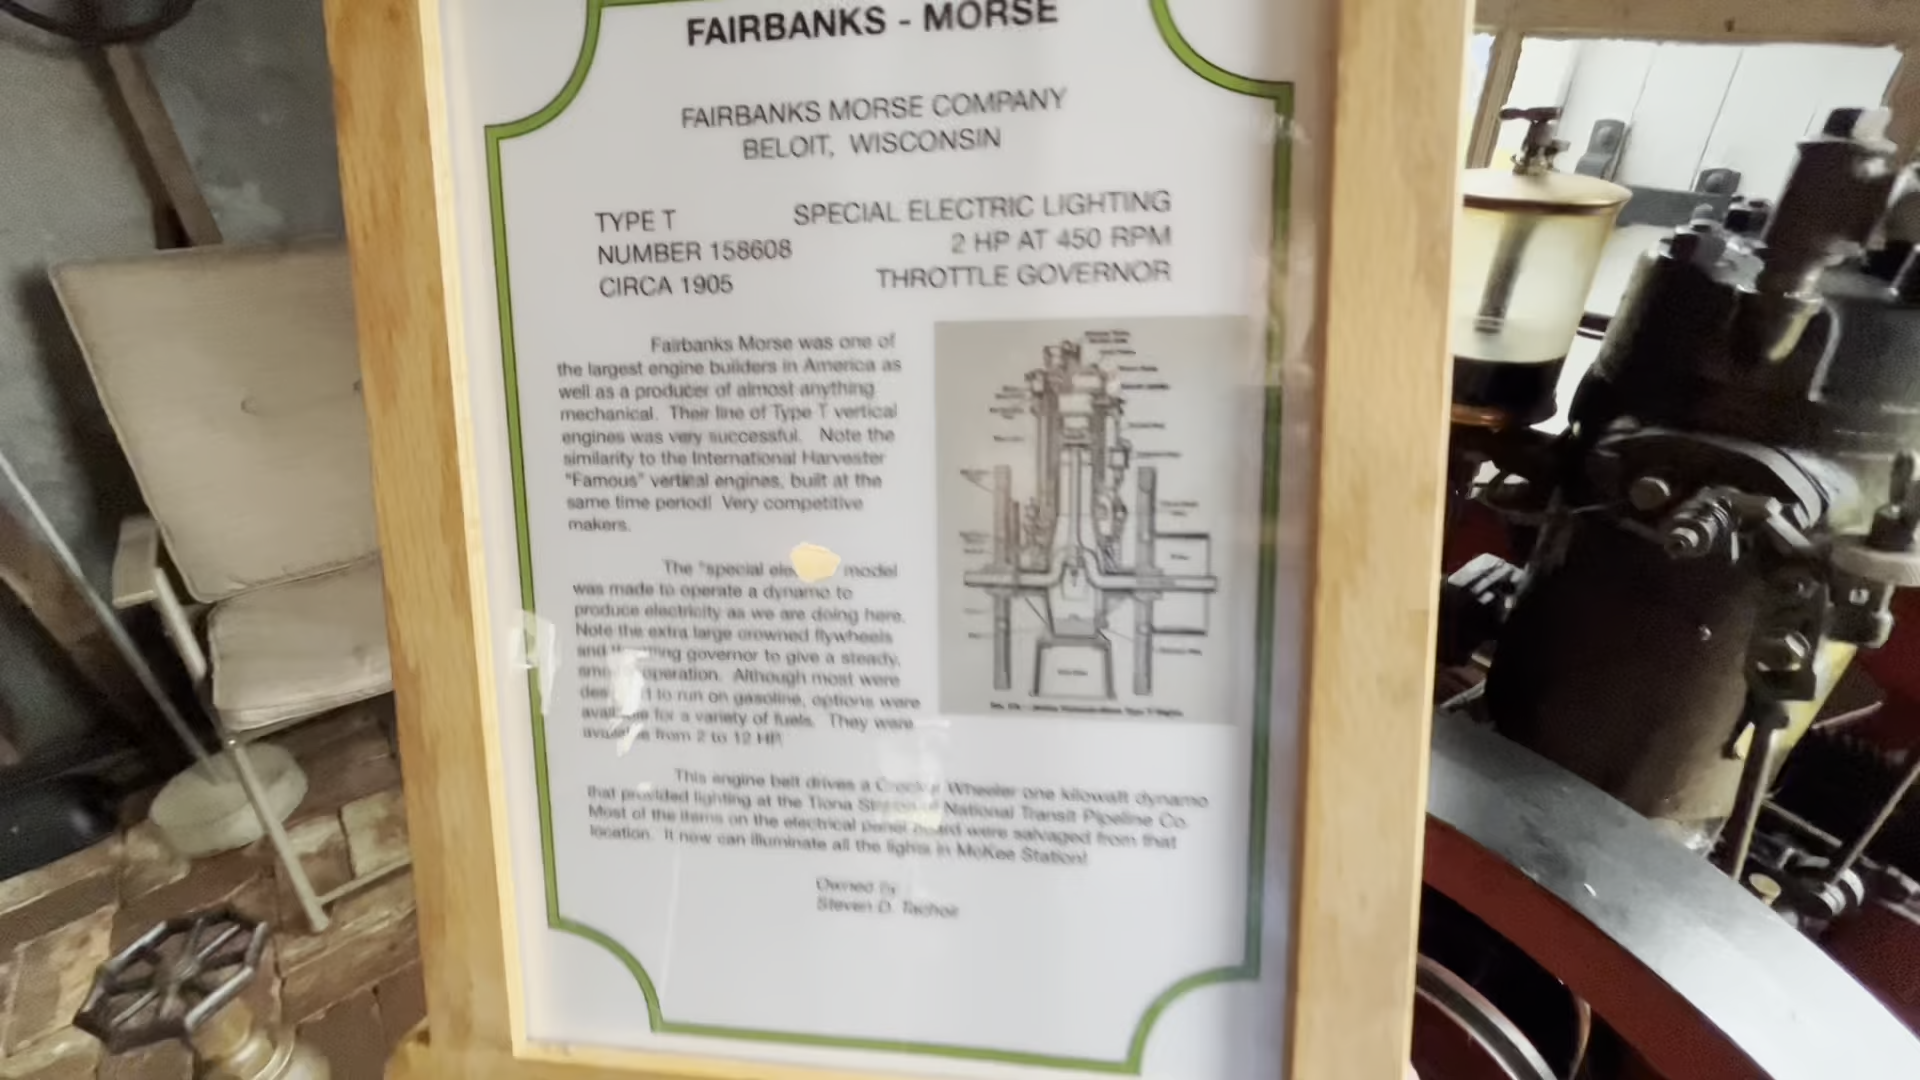 FAIRBANKS - MORSE
FAIRBANKS MORSE COMPANY
BELOIT, WISCONSIN
TYPE T SPECIAL ELECTRIC LIGHTING
NUMBER 158608 2 HP AT 450 RPM
CIRCA 1905 THROTTLE GOVERNOR
Fairbanks Morse was one of
the largest engine builders in America as
well as a producer of almost anything
mechanical. Their line of Type T vertical
engines was very successful. Note the
similarity to the International Harvester
"Famous" vertical engines, built at the
same time period! Very competitive
makers.
The "special model
was made to operate a dynamo to
produce electricity as we are doing here.
Note the extra large crowned flywheels
and governor to give a steady,
operation. Although most were
to run on gasoline, options were
for a variety of fuels. They were
from 2 to 12 HP.
This engine belt drives a Wheeler one kilowatt dynamo
that provided lighting at the Tiona National Transit Pipeline Co.
Most of the items on the electrical panel were salvaged from that
location. It now can illuminate all the lights in McKee Station!
Owned By
Steven D.